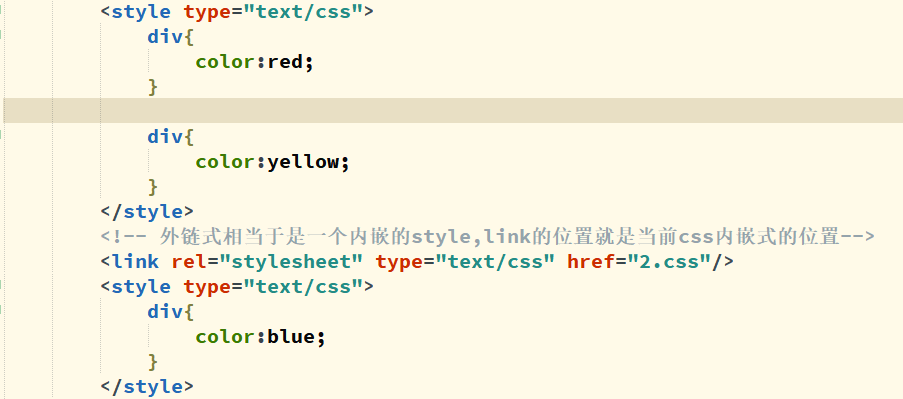 <style type="text/css">
div{
color:red;
}
div{
color:yellow;
}
</style>
<!-- 外链式相当于是一个内嵌的style,link的位置就是当前css内嵌式的位置-->
<link rel="stylesheet" type="text/css" href="2.css"/>
<style type="text/css">
div{
color:blue;
}
</style>